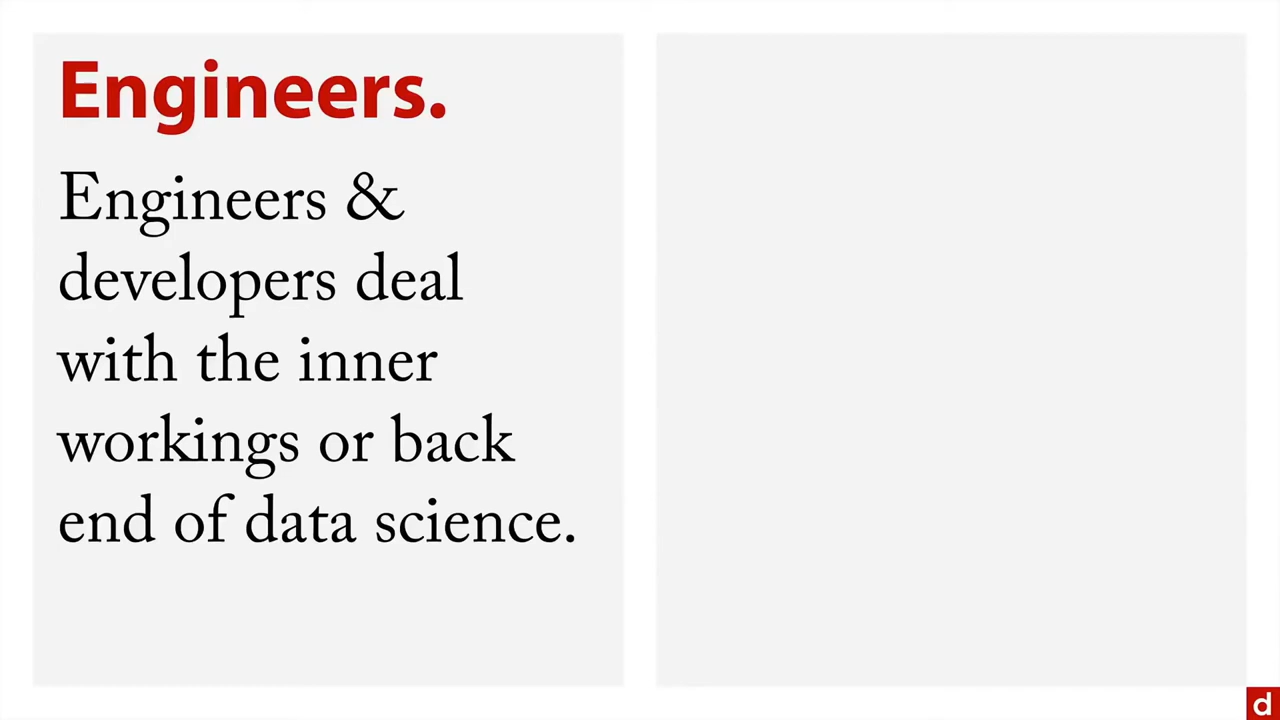 Engineers.
Engineers &
developers deal
with the inner
workings or back
end of data science.
d